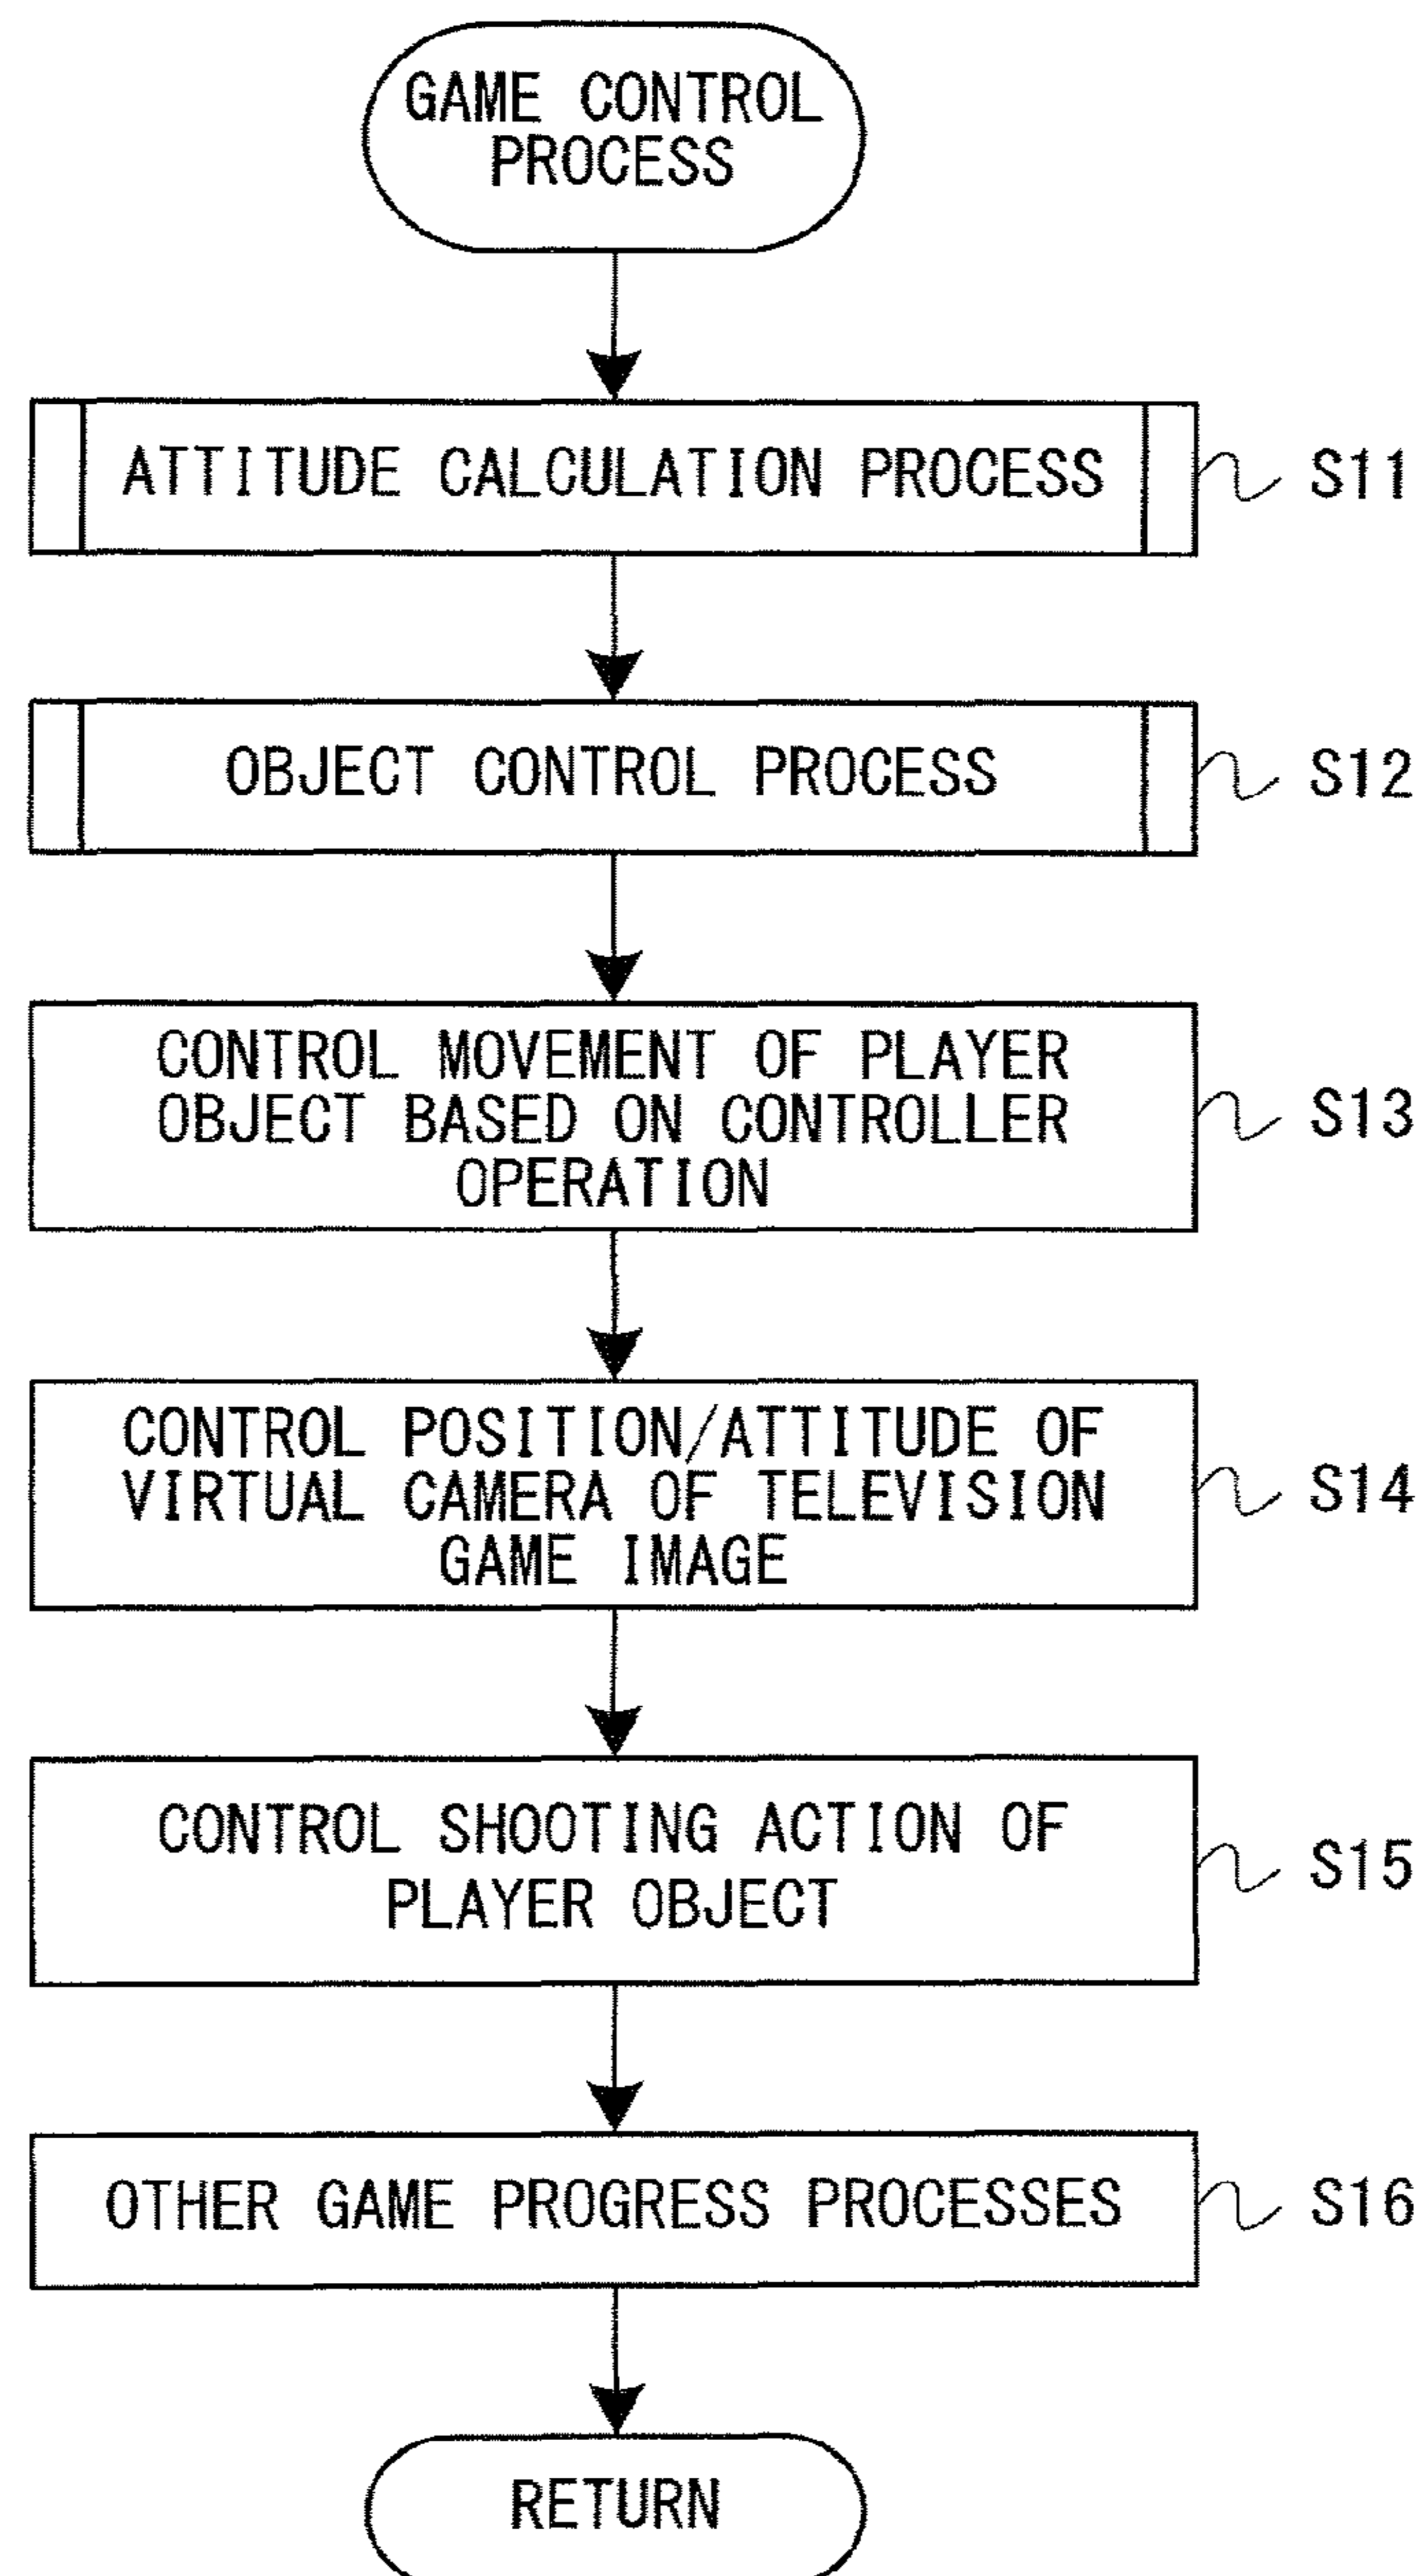 GAME CONTROL
PROCESS
ATTITUDE CALCULATION PROCESS
S11
OBJECT CONTROL PROCESS
S12
CONTROL MOVEMENT OF PLAYER
OBJECT BASED ON CONTROLLER
OPERATION
S13
CONTROL POSITION/ATTITUDE OF
VIRTUAL CAMERA OF TELEVISION
GAME IMAGE
S14
CONTROL SHOOTING ACTION OF
PLAYER OBJECT
S15
OTHER GAME PROGRESS PROCESSES
S16
RETURN